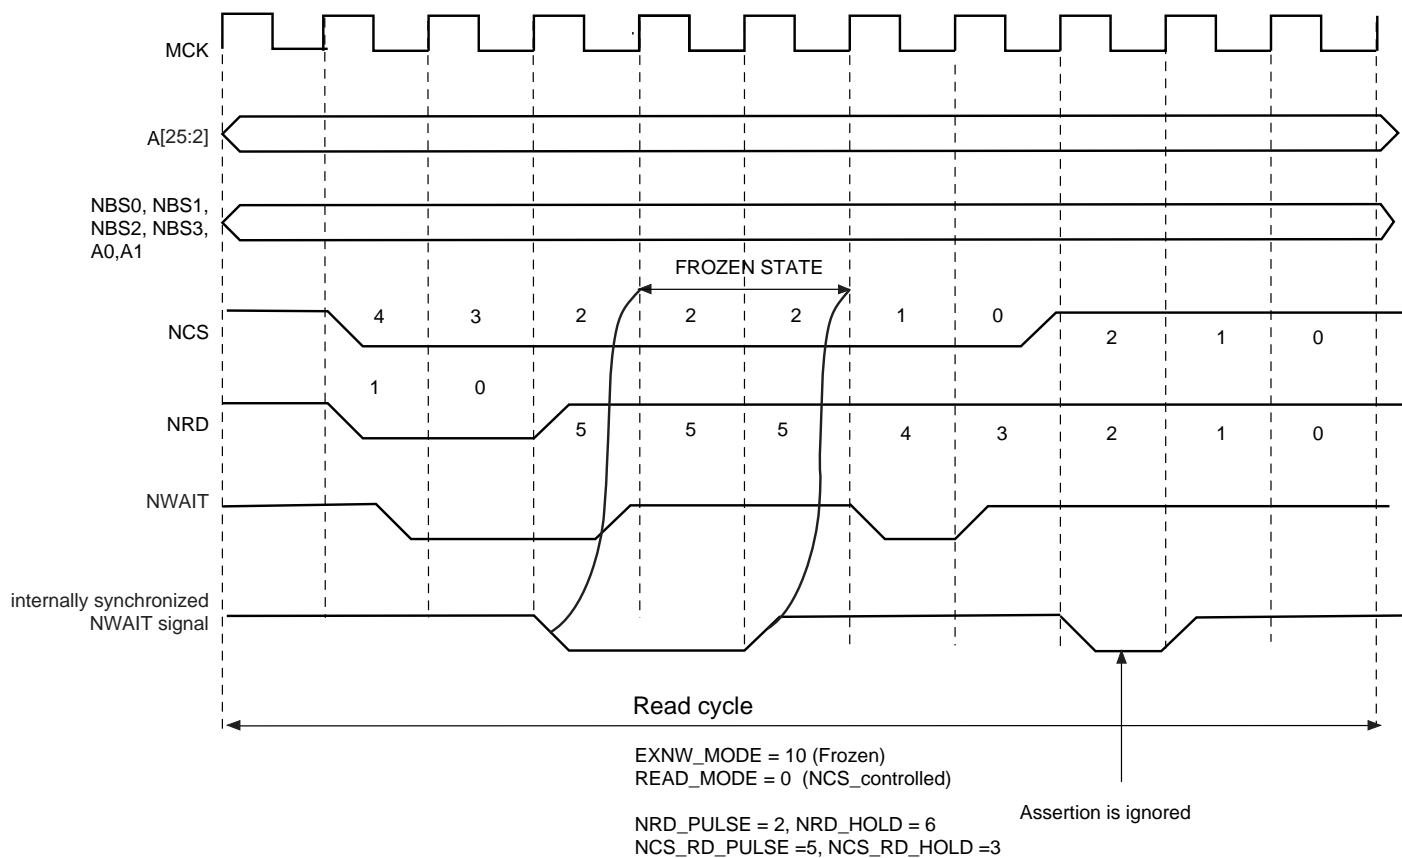 MCK
A[25:2]
NBS0, NBS1,
NBS2, NBS3,
A0,A1
FROZEN STATE
NCS
4 3 2 2 2 1 0
2 1 0
1 0
NRD
5 5 5 4 3 2 1 0
NWAIT
internally synchronized
NWAIT signal
Read cycle
EXNW_MODE = 10 (Frozen)
READ_MODE = 0 (NCS_controlled)
Assertion is ignored
NRD_PULSE = 2, NRD_HOLD = 6
NCS_RD_PULSE =5, NCS_RD_HOLD =3